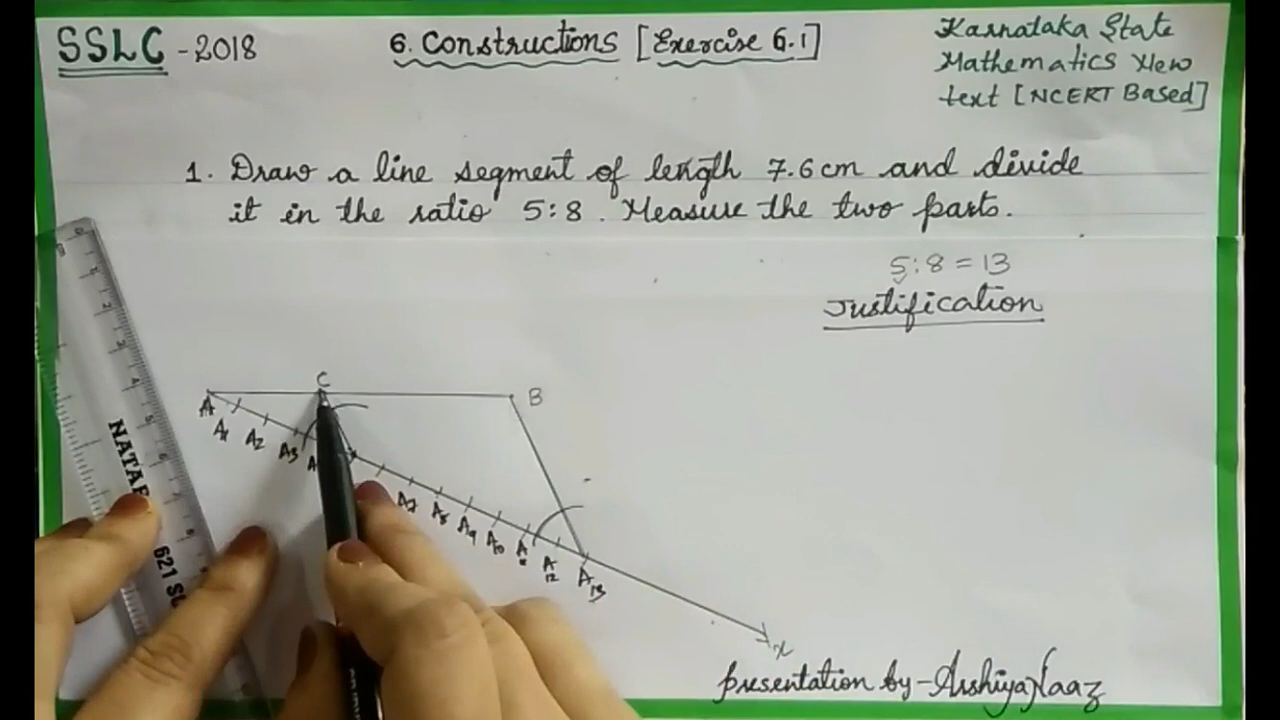 SSLC - 2018
6. Constructions [Exercise 6.1]
Karnataka State
Mathematics New
text [NCERT Based]
1. Draw a line segment of length 7.6 cm and divide
it in the ratio 5:8. Measure the two parts.
5:8 = 13
Justification
C
A
B
A1 A2 A3
A7 A8 A9 A10 A11 A12 A13
x
NATAR
621
presentation by - Arshiya Naaz